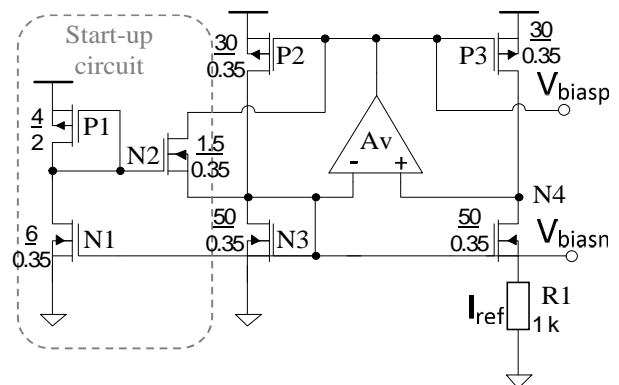 Start-up
circuit
30
0.35
P2
30
0.35
P3
V_biasp
4
2
P1
N2
1.5
0.35
Av
-
+
N4
6
0.35
N1
50
0.35
N3
50
0.35
V_biasn
I_ref
R1
1 k